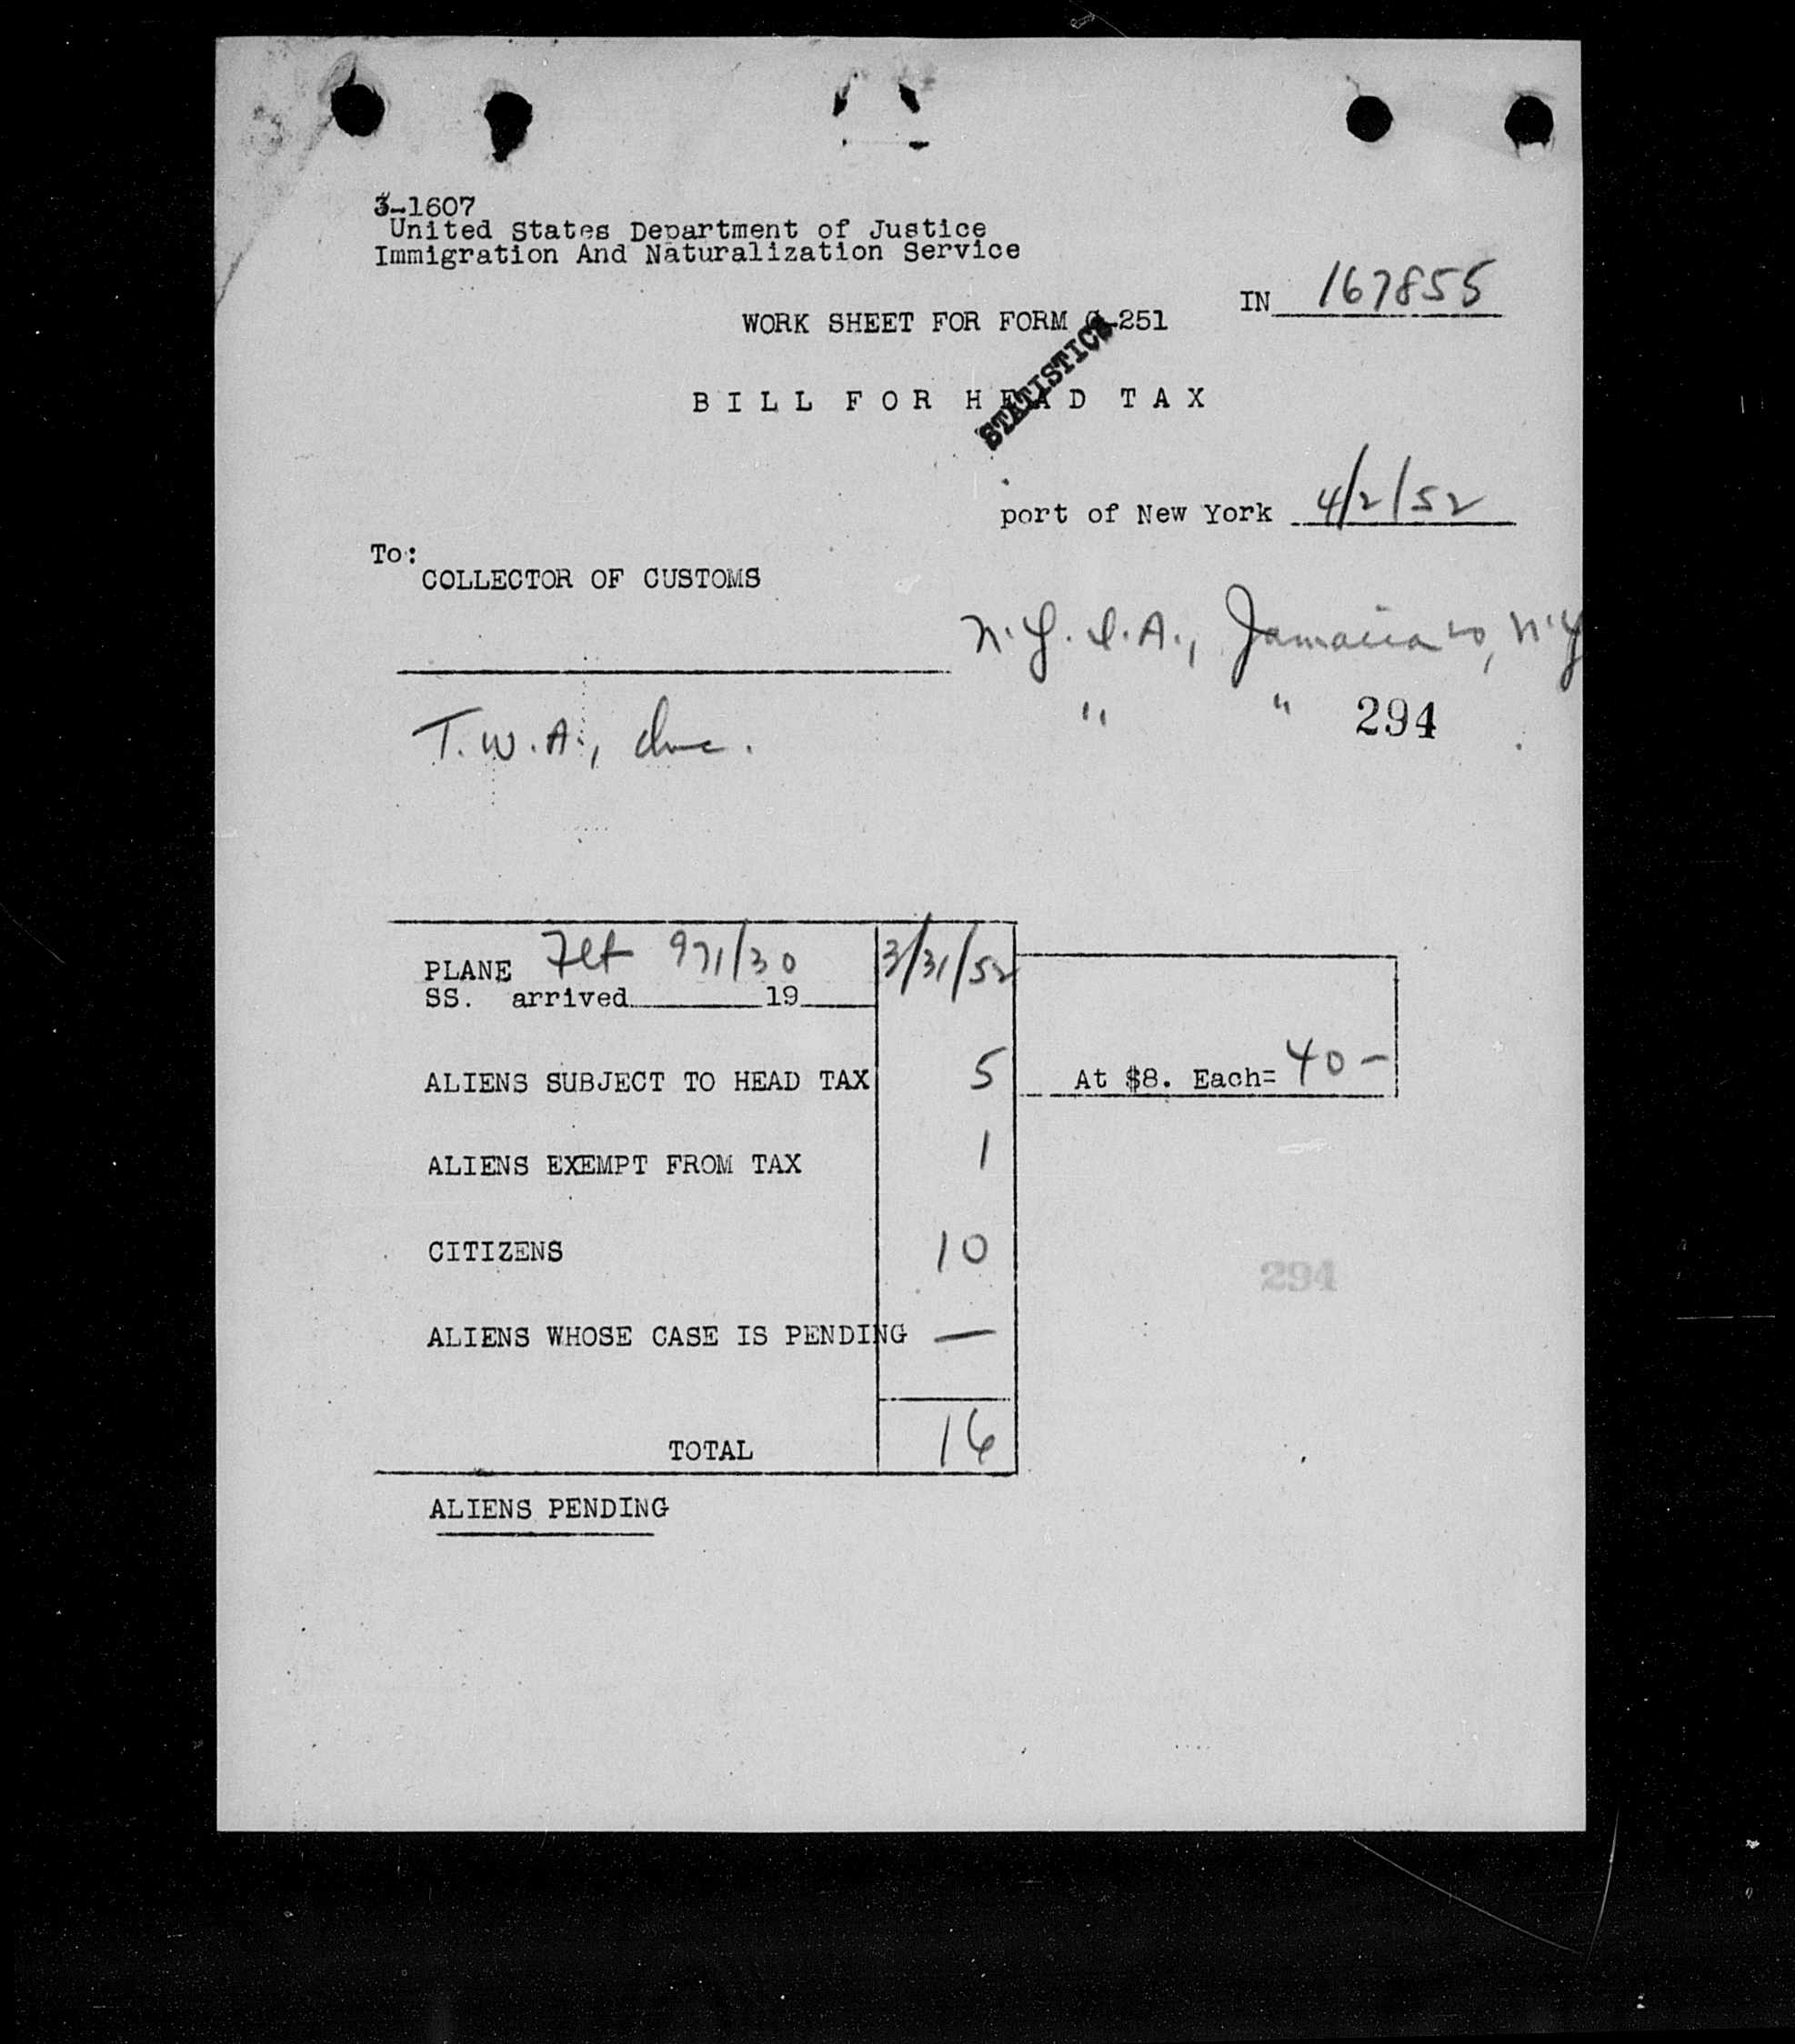 3-1607
United States Department of Justice
Immigration And Naturalization Service
IN 167855
WORK SHEET FOR FORM G-251
STATISTICS
BILL FOR HEAD TAX
port of New York 4/2/52
To:
COLLECTOR OF CUSTOMS
N.Y.I.A., Jamaica 20, N.Y
" " 294
T.W.A., Inc.
PLANE Flt 971/30 3/31/52
SS. arrived 19
ALIENS SUBJECT TO HEAD TAX 5 At $8. Each= 40 -
ALIENS EXEMPT FROM TAX 1
CITIZENS 10
294
ALIENS WHOSE CASE IS PENDING —
TOTAL 16
ALIENS PENDING